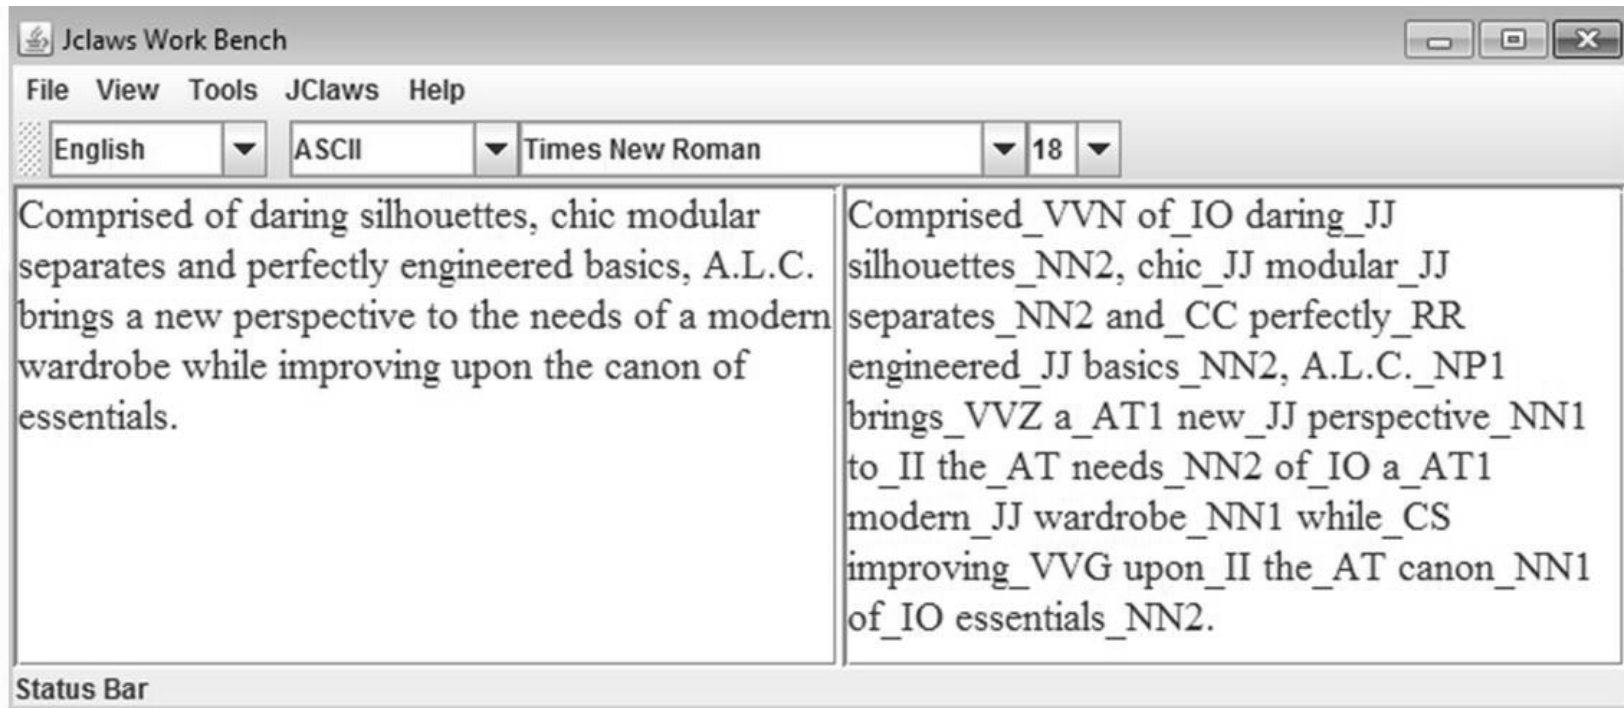 Jclaws Work Bench
File View Tools JClaws Help
English ASCII Times New Roman 18
Comprised of daring silhouettes, chic modular
separates and perfectly engineered basics, A.L.C.
brings a new perspective to the needs of a modern
wardrobe while improving upon the canon of
essentials.
Comprised_VVN of_IO daring_JJ
silhouettes_NN2, chic_JJ modular_JJ
separates_NN2 and_CC perfectly_RR
engineered_JJ basics_NN2, A.L.C._NP1
brings_VVZ a_AT1 new_JJ perspective_NN1
to_II the_AT needs_NN2 of_IO a_AT1
modern_JJ wardrobe_NN1 while_CS
improving_VVG upon_II the_AT canon_NN1
of_IO essentials_NN2.
Status Bar